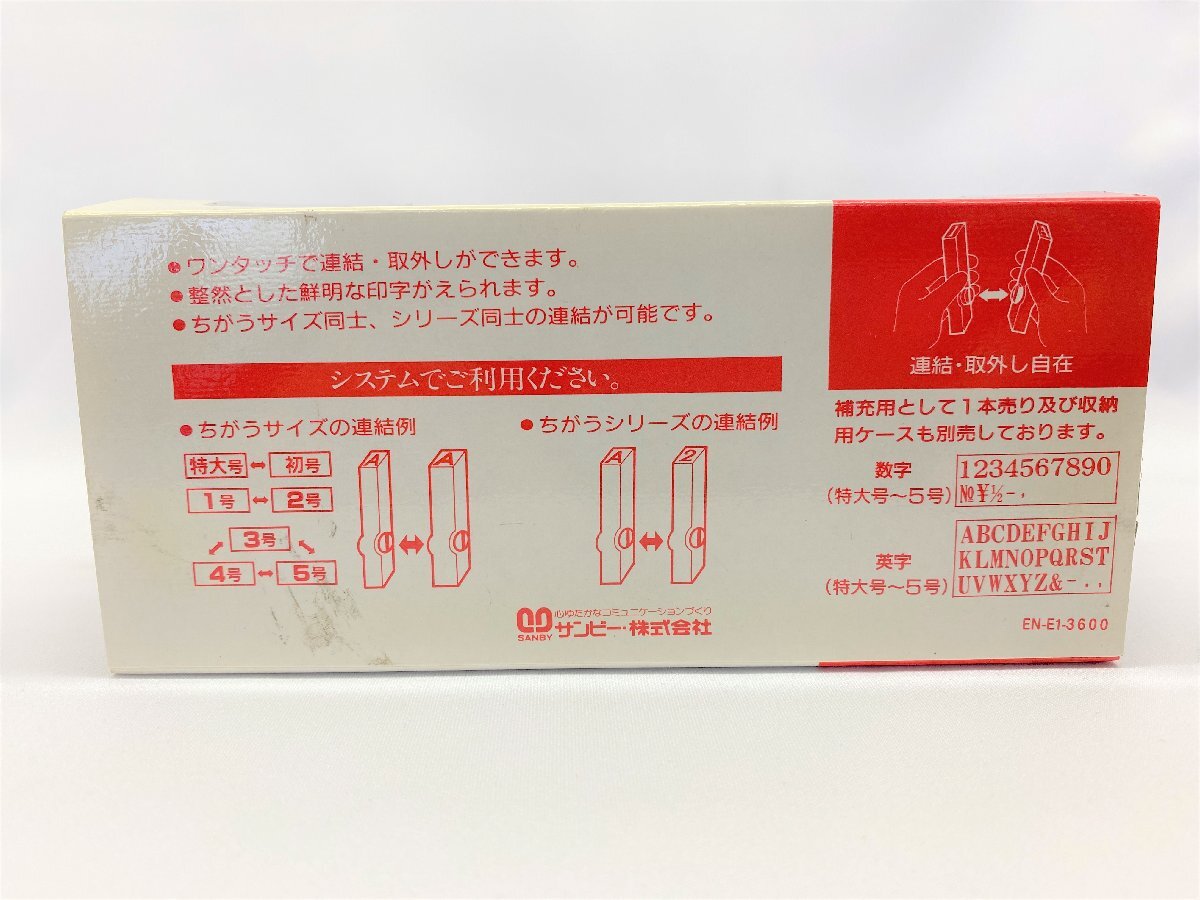 ●ワンタッチで連結・取外しができます。
●整然とした鮮明な印字がえられます。
●ちがうサイズ同士、シリーズ同士の連結が可能です。
システムでご利用ください。
●ちがうサイズの連結例
特大号↔初号
1号↔2号
3号
4号↔5号
A A
●ちがうシリーズの連結例
A 2
心ゆたかなコミュニケーションづくり
SANBY サンビー・株式会社
連結・取外し自在
補充用として1本売り及び収納
用ケースも別売しております。
数字
(特大号〜5号)
1234567890
№¥½-,
英字
(特大号〜5号)
ABCDEFGHIJ
KLMNOPQRST
UVWXYZ&-.,
EN-E1-3600